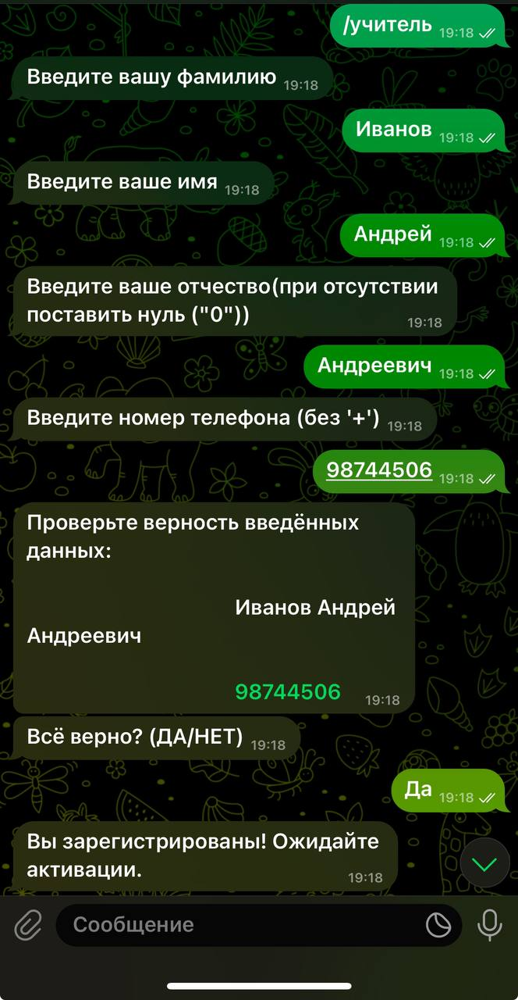 /учитель 19:18
Введите вашу фамилию 19:18
Иванов 19:18
Введите ваше имя 19:18
Андрей 19:18
Введите ваше отчество(при отсутствии
поставить нуль ("0")) 19:18
Андреевич 19:18
Введите номер телефона (без '+') 19:18
98744506 19:18
Проверьте верность введённых
данных:
Иванов Андрей
Андреевич
98744506 19:18
Всё верно? (ДА/НЕТ) 19:18
Да 19:18
Вы зарегистрированы! Ожидайте
активации. 19:18
Сообщение